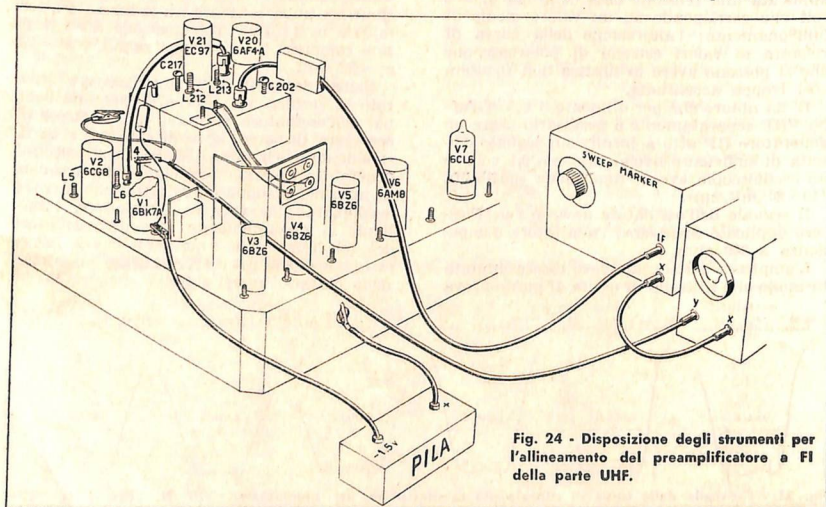 V21
EC97
V20
6AF4-A
C217
L213
L212
C202
V2
6CG8
L5
4
L6
V1
6BK7A
V3
6BZ6
V4
6BZ6
V5
6BZ6
V6
6AM8
V7
6CL6
SWEEP MARKER
IF
x
y
x
x
-1,5v
PILA
Fig. 24 - Disposizione degli strumenti per
l'allineamento del preamplificatore a FI
della parte UHF.